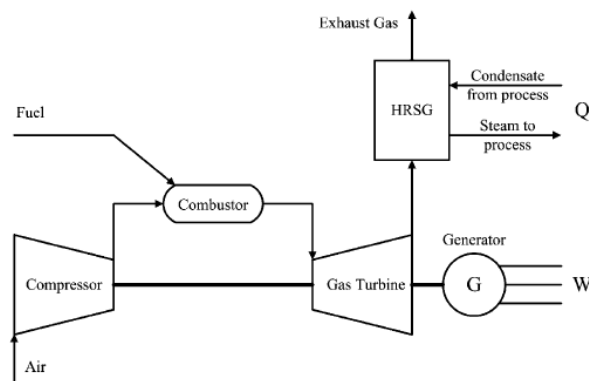 Exhaust Gas
Condensate
from process
Fuel
HRSG
Q
Steam to
process
Combustor
Generator
Compressor
Gas Turbine
G
W
Air